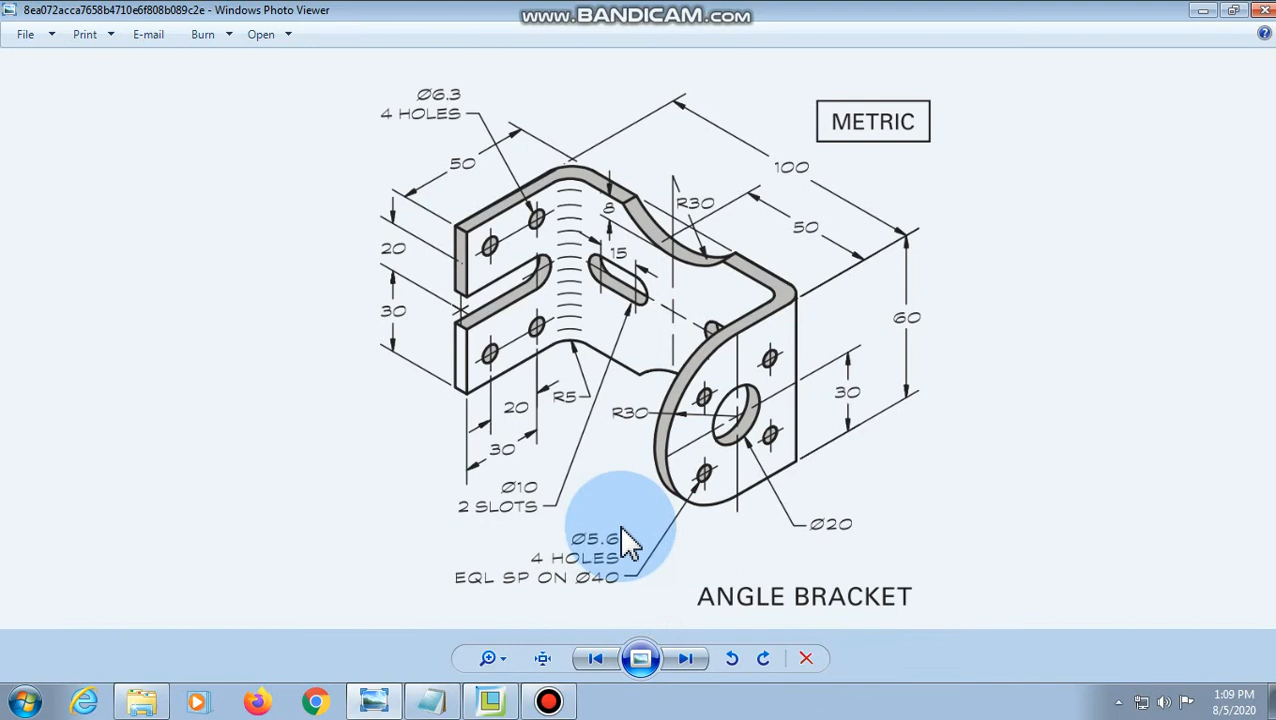 8ea072acca7658b4710e6f808b089c2e - Windows Photo Viewer
www.BANDICAM.com
File Print E-mail Burn Open
Ø6.3
4 HOLES
METRIC
50
100
R30
8
50
20
15
30
60
R5
20
R30
30
30
Ø10
2 SLOTS
Ø20
Ø5.6
4 HOLES
EQL SP ON Ø40
ANGLE BRACKET
1:09 PM
8/5/2020